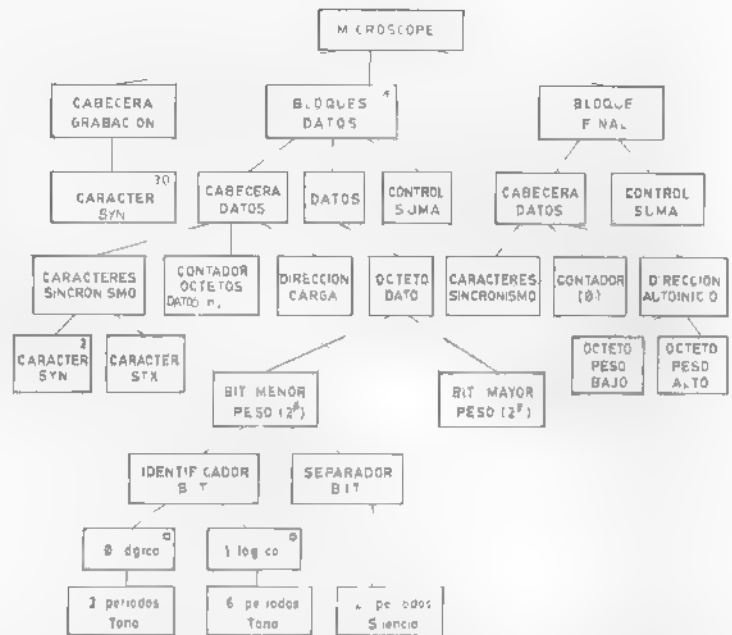 MICROSCOPE
CABECERA
GRABACION
BLOQUES
DATOS
BLOQUE
FINAL
30
CARACTER
SYN
CABECERA
DATOS
DATOS
CONTROL
SUMA
CABECERA
DATOS
CONTROL
SUMA
CARACTERES
SINCRONISMO
CONTADOR
OCTETOS
DATOS n.
DIRECCION
CARGA
OCTETO
DATO
CARACTERES
SINCRONISMO
CONTADOR
(0)
DIRECCION
AUTOINICIO
2
CARACTER
SYN
CARACTER
STX
OCTETO
PESO
BAJO
OCTETO
PESO
ALTO
BIT MENOR
PESO
BIT MAYOR
PESO
IDENTIFICADOR
BIT
SEPARADOR
BIT
0 lógico
1 lógico
periodos
Tono
6 periodos
Tono
periodos
Silencio